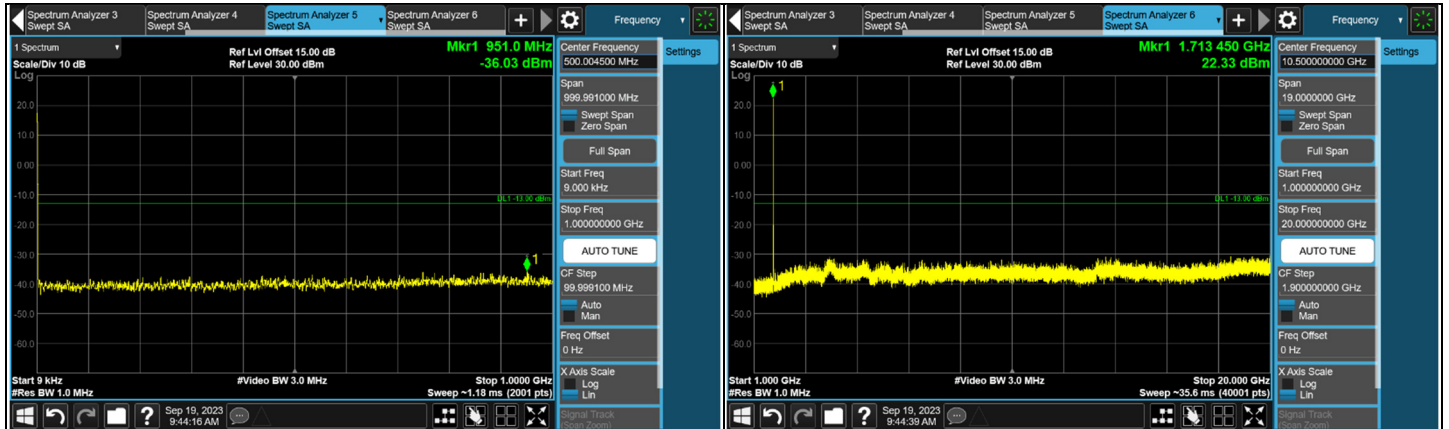 Spectrum Analyzer 3
Swept SA
Spectrum Analyzer 4
Swept SA
Spectrum Analyzer 5
Swept SA
Spectrum Analyzer 6
Swept SA
+
Frequency
1 Spectrum
Scale/Div 10 dB
Log
Ref Lvl Offset 15.00 dB
Ref Level 30.00 dBm
Mkr1 951.0 MHz
-36.03 dBm
20.0
10.0
0.00
-10.0
-20.0
-30.0
-40.0
-50.0
-60.0
DL1 -13.00 dBm
1
Start 9 kHz
#Res BW 1.0 MHz
#Video BW 3.0 MHz
Stop 1.0000 GHz
Sweep ~1.18 ms (2001 pts)
Center Frequency
500.004500 MHz
Settings
Span
999.991000 MHz
Swept Span
Zero Span
Full Span
Start Freq
9.000 kHz
Stop Freq
1.000000000 GHz
AUTO TUNE
CF Step
99.999100 MHz
Auto
Man
Freq Offset
0 Hz
X Axis Scale
Log
Lin
Signal Track
(Span Zoom)
?
Sep 19, 2023
9:44:16 AM
Spectrum Analyzer 3
Swept SA
Spectrum Analyzer 4
Swept SA
Spectrum Analyzer 5
Swept SA
Spectrum Analyzer 6
Swept SA
+
Frequency
1 Spectrum
Scale/Div 10 dB
Log
Ref Lvl Offset 15.00 dB
Ref Level 30.00 dBm
Mkr1 1.713 450 GHz
22.33 dBm
1
20.0
10.0
0.00
-10.0
-20.0
-30.0
-40.0
-50.0
-60.0
DL1 -13.00 dBm
Start 1.000 GHz
#Res BW 1.0 MHz
#Video BW 3.0 MHz
Stop 20.000 GHz
Sweep ~35.6 ms (40001 pts)
Center Frequency
10.500000000 GHz
Settings
Span
19.0000000 GHz
Swept Span
Zero Span
Full Span
Start Freq
1.000000000 GHz
Stop Freq
20.000000000 GHz
AUTO TUNE
CF Step
1.900000000 GHz
Auto
Man
Freq Offset
0 Hz
X Axis Scale
Log
Lin
Signal Track
(Span Zoom)
?
Sep 19, 2023
9:44:39 AM